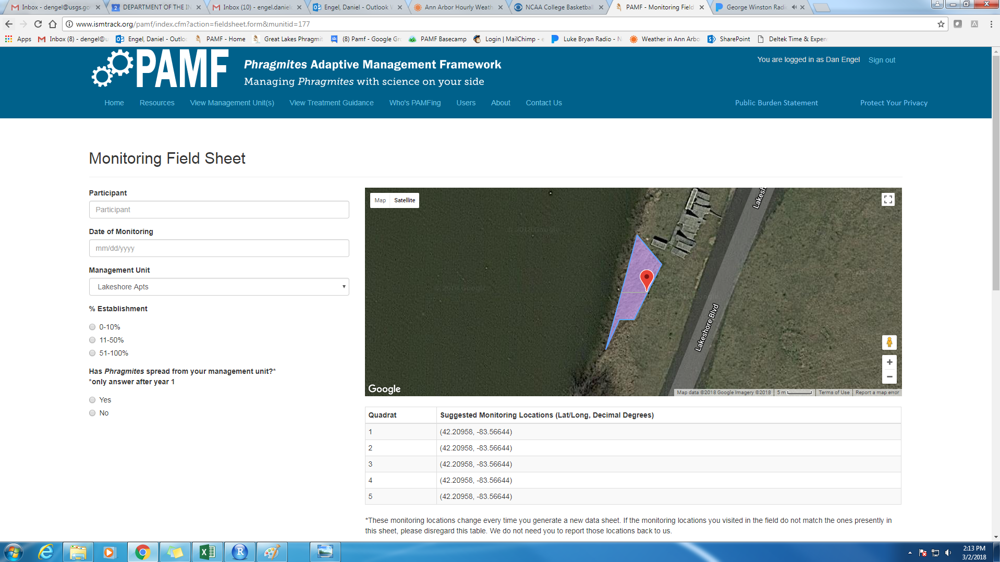 Inbox - dengel@usgs.go
DEPARTMENT OF THE IN
Inbox (10) - engel.daniel
Engel, Daniel - Outlook
Ann Arbor Hourly Weath
NCAA College Basketball
PAMF - Monitoring Field
George Winston Radio
www.ismtrack.org/pamf/index.cfm?action=fieldsheet.form&munitid=177
Apps
Inbox (8) - dengel@u
Engel, Daniel - Outlo
PAMF - Home
Great Lakes Phragmit
(8) Pamf - Google Gr
PAMF Basecamp
Login | MailChimp - e
Luke Bryan Radio - N
Weather in Ann Arbo
SharePoint
Deltek Time & Expen
PAMF
Phragmites Adaptive Management Framework
Managing Phragmites with science on your side
You are logged in as Dan Engel Sign out
Home Resources View Management Unit(s) View Treatment Guidance Who's PAMFing Users About Contact Us Public Burden Statement Protect Your Privacy
Monitoring Field Sheet
Participant
Participant
Date of Monitoring
mm/dd/yyyy
Management Unit
Lakeshore Apts
% Establishment
0-10%
11-50%
51-100%
Has Phragmites spread from your management unit?*
*only answer after year 1
Yes
No
Map Satellite
Lakesh
Lakeshore Blvd
Google
Map data ©2018 Google Imagery ©2018 5 m Terms of Use Report a map error
Quadrat Suggested Monitoring Locations (Lat/Long, Decimal Degrees)
1 (42.20958, -83.56644)
2 (42.20958, -83.56644)
3 (42.20958, -83.56644)
4 (42.20958, -83.56644)
5 (42.20958, -83.56644)
*These monitoring locations change every time you generate a new data sheet. If the monitoring locations you visited in the field do not match the ones presently in
this sheet, please disregard this table. We do not need you to report those locations back to us.
2:13 PM
3/2/2018